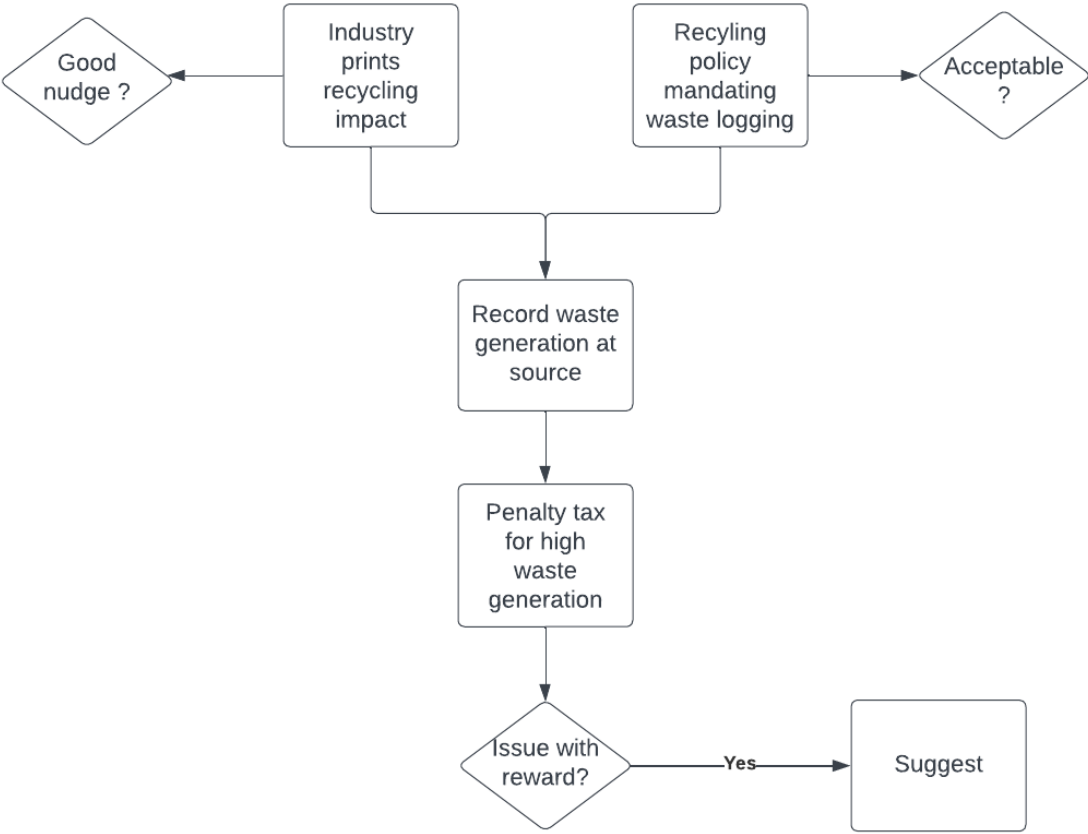 Good
nudge ?
Industry
prints
recycling
impact
Recyling
policy
mandating
waste logging
Acceptable
?
Record waste
generation at
source
Penalty tax
for high
waste
generation
Issue with
reward?
Yes
Suggest